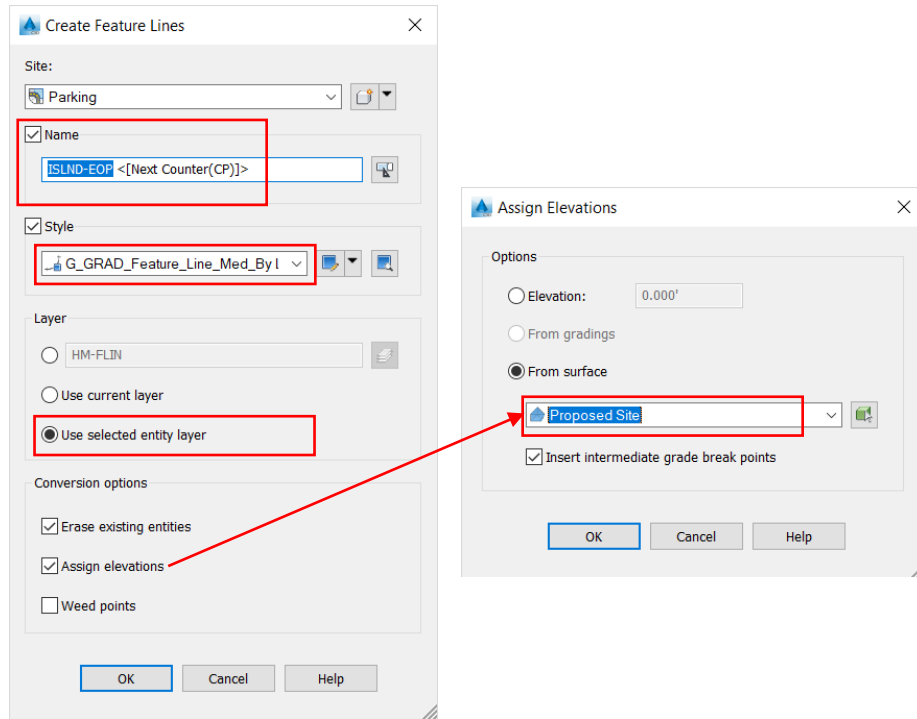 Create Feature Lines
Site:
Parking
Name
ISLND-EOP <[Next Counter(CP)]>
Style
G_GRAD_Feature_Line_Med_By l
Layer
HM-FLIN
Use current layer
Use selected entity layer
Conversion options
Erase existing entities
Assign elevations
Weed points
OK Cancel Help
Assign Elevations
Options
Elevation: 0.000'
From gradings
From surface
Proposed Site
Insert intermediate grade break points
OK Cancel Help